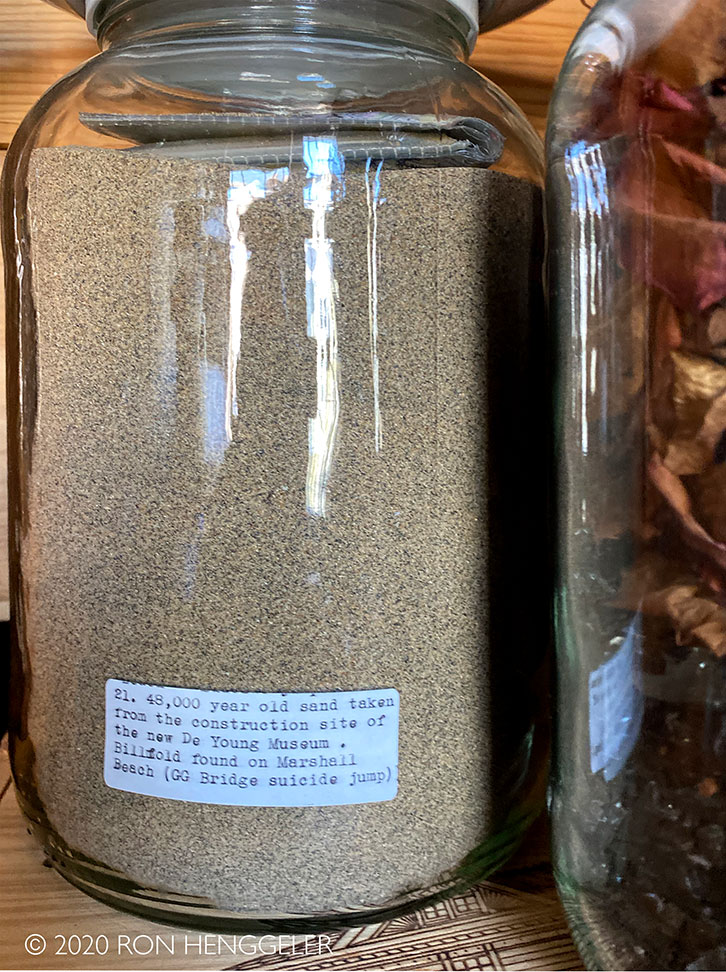 21. 48,000 year old sand taken
from the construction site of
the new De Young Museum .
Billfold found on Marshall
Beach (GG Bridge suicide jump)
© 2020 RON HENGGELER